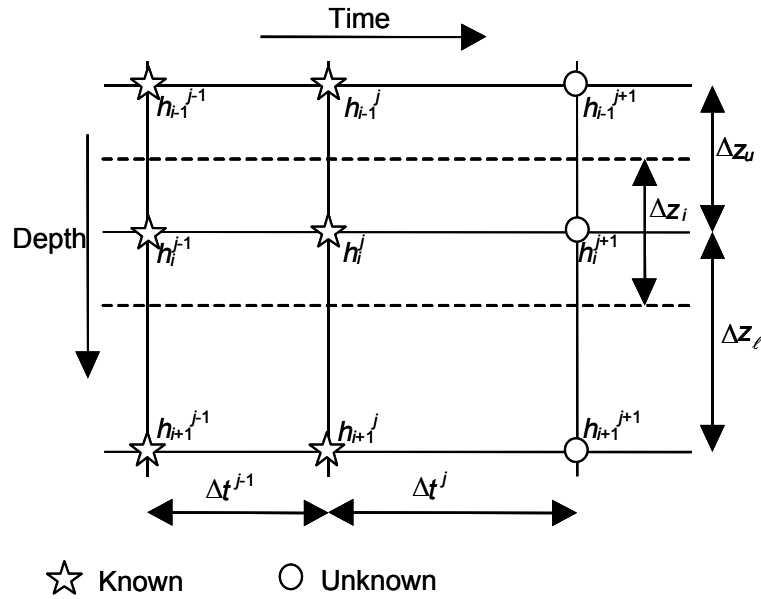 Time
h_{i-1}^{j-1} h_{i-1}^{j} h_{i-1}^{j+1}
Δz_u
Δz_i
Depth
h_i^{j-1} h_i^{j} h_i^{j+1}
Δz_ℓ
h_{i+1}^{j-1} h_{i+1}^{j} h_{i+1}^{j+1}
Δt^{j-1} Δt^{j}
Known Unknown